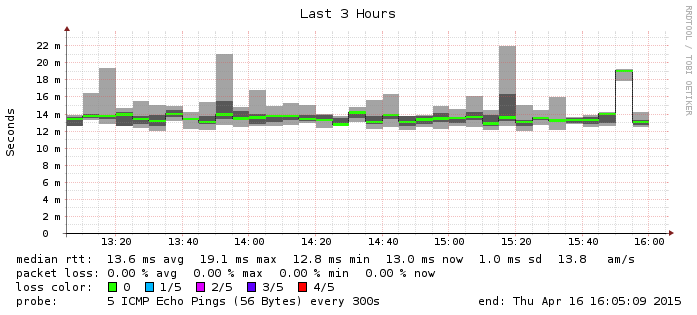 Last 3 Hours
RRDTOOL / TOBI OETIKER
Seconds
22 m
20 m
18 m
16 m
14 m
12 m
10 m
8 m
6 m
4 m
2 m
0
13:20 13:40 14:00 14:20 14:40 15:00 15:20 15:40 16:00
median rtt: 13.6 ms avg 19.1 ms max 12.8 ms min 13.0 ms now 1.0 ms sd 13.8 am/s
packet loss: 0.00 % avg 0.00 % max 0.00 % min 0.00 % now
loss color: 0 1/5 2/5 3/5 4/5
probe: 5 ICMP Echo Pings (56 Bytes) every 300s end: Thu Apr 16 16:05:09 2015